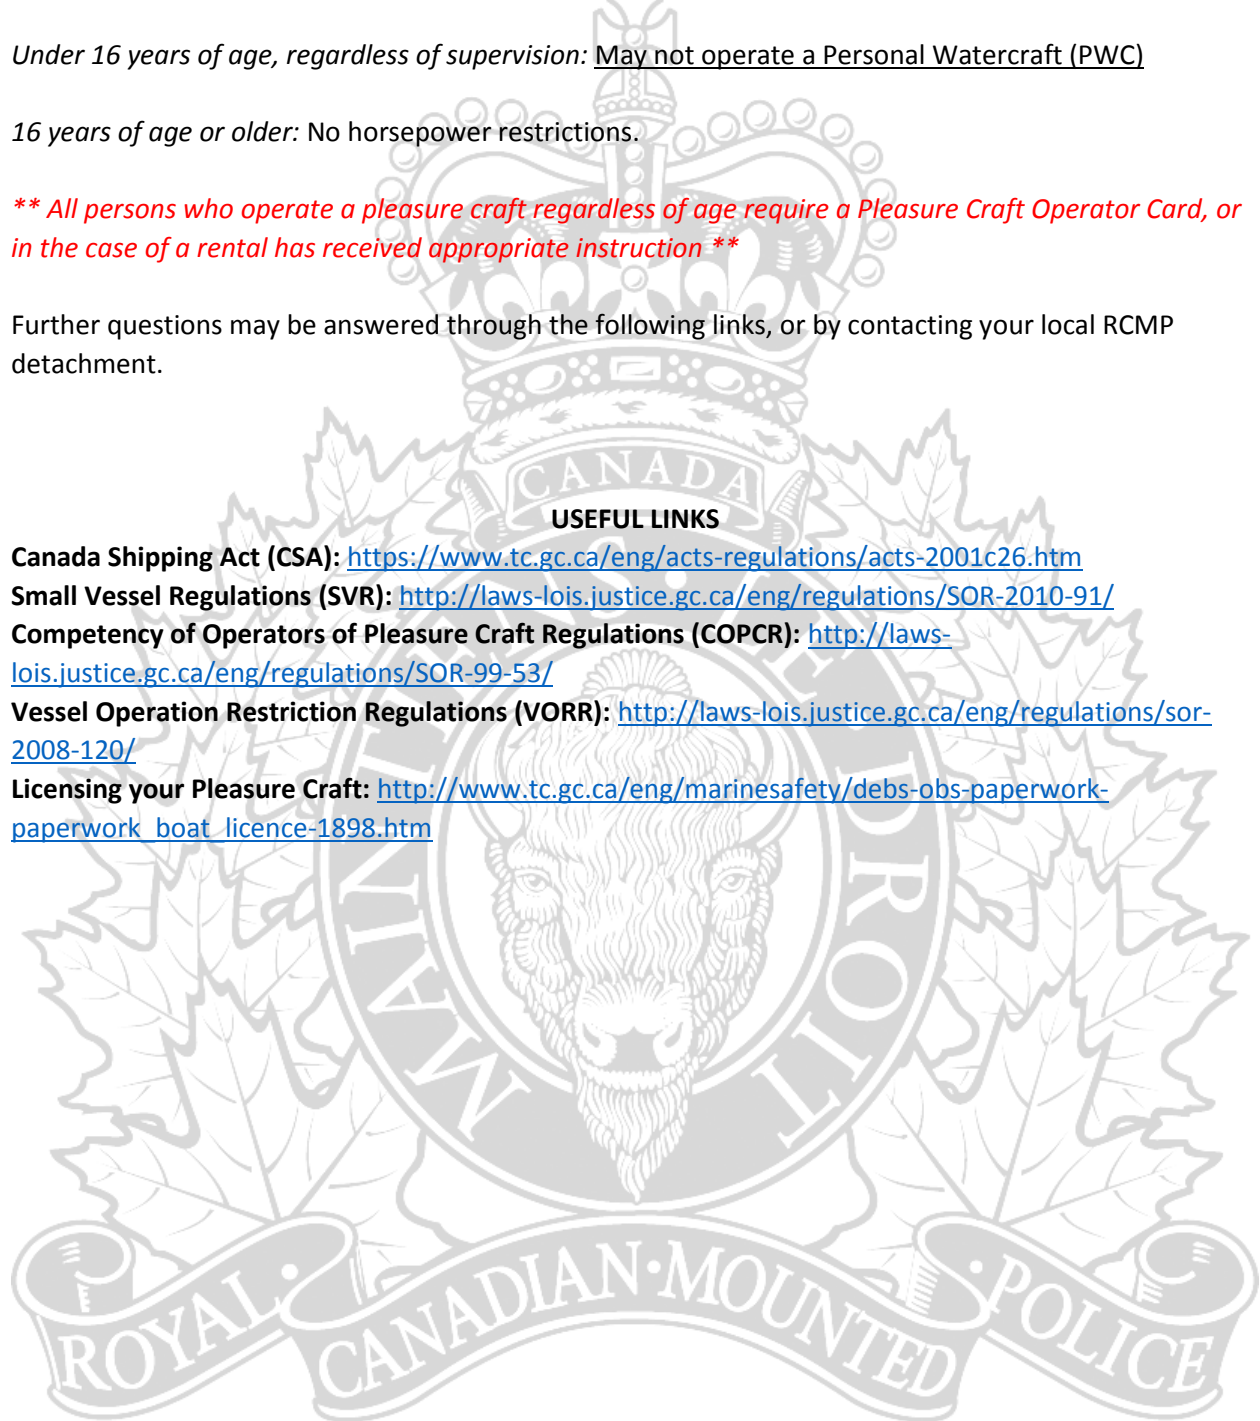 Under 16 years of age, regardless of supervision: May not operate a Personal Watercraft (PWC)
16 years of age or older: No horsepower restrictions.
** All persons who operate a pleasure craft regardless of age require a Pleasure Craft Operator Card, or
in the case of a rental has received appropriate instruction **
Further questions may be answered through the following links, or by contacting your local RCMP
detachment.
CANADA
USEFUL LINKS
Canada Shipping Act (CSA): https://www.tc.gc.ca/eng/acts-regulations/acts-2001c26.htm
Small Vessel Regulations (SVR): http://laws-lois.justice.gc.ca/eng/regulations/SOR-2010-91/
Competency of Operators of Pleasure Craft Regulations (COPCR): http://laws-
lois.justice.gc.ca/eng/regulations/SOR-99-53/
Vessel Operation Restriction Regulations (VORR): http://laws-lois.justice.gc.ca/eng/regulations/sor-
2008-120/
Licensing your Pleasure Craft: http://www.tc.gc.ca/eng/marinesafety/debs-obs-paperwork-
paperwork_boat_licence-1898.htm
MAINTIENS LE DROIT
ROYAL CANADIAN·MOUNTED POLICE